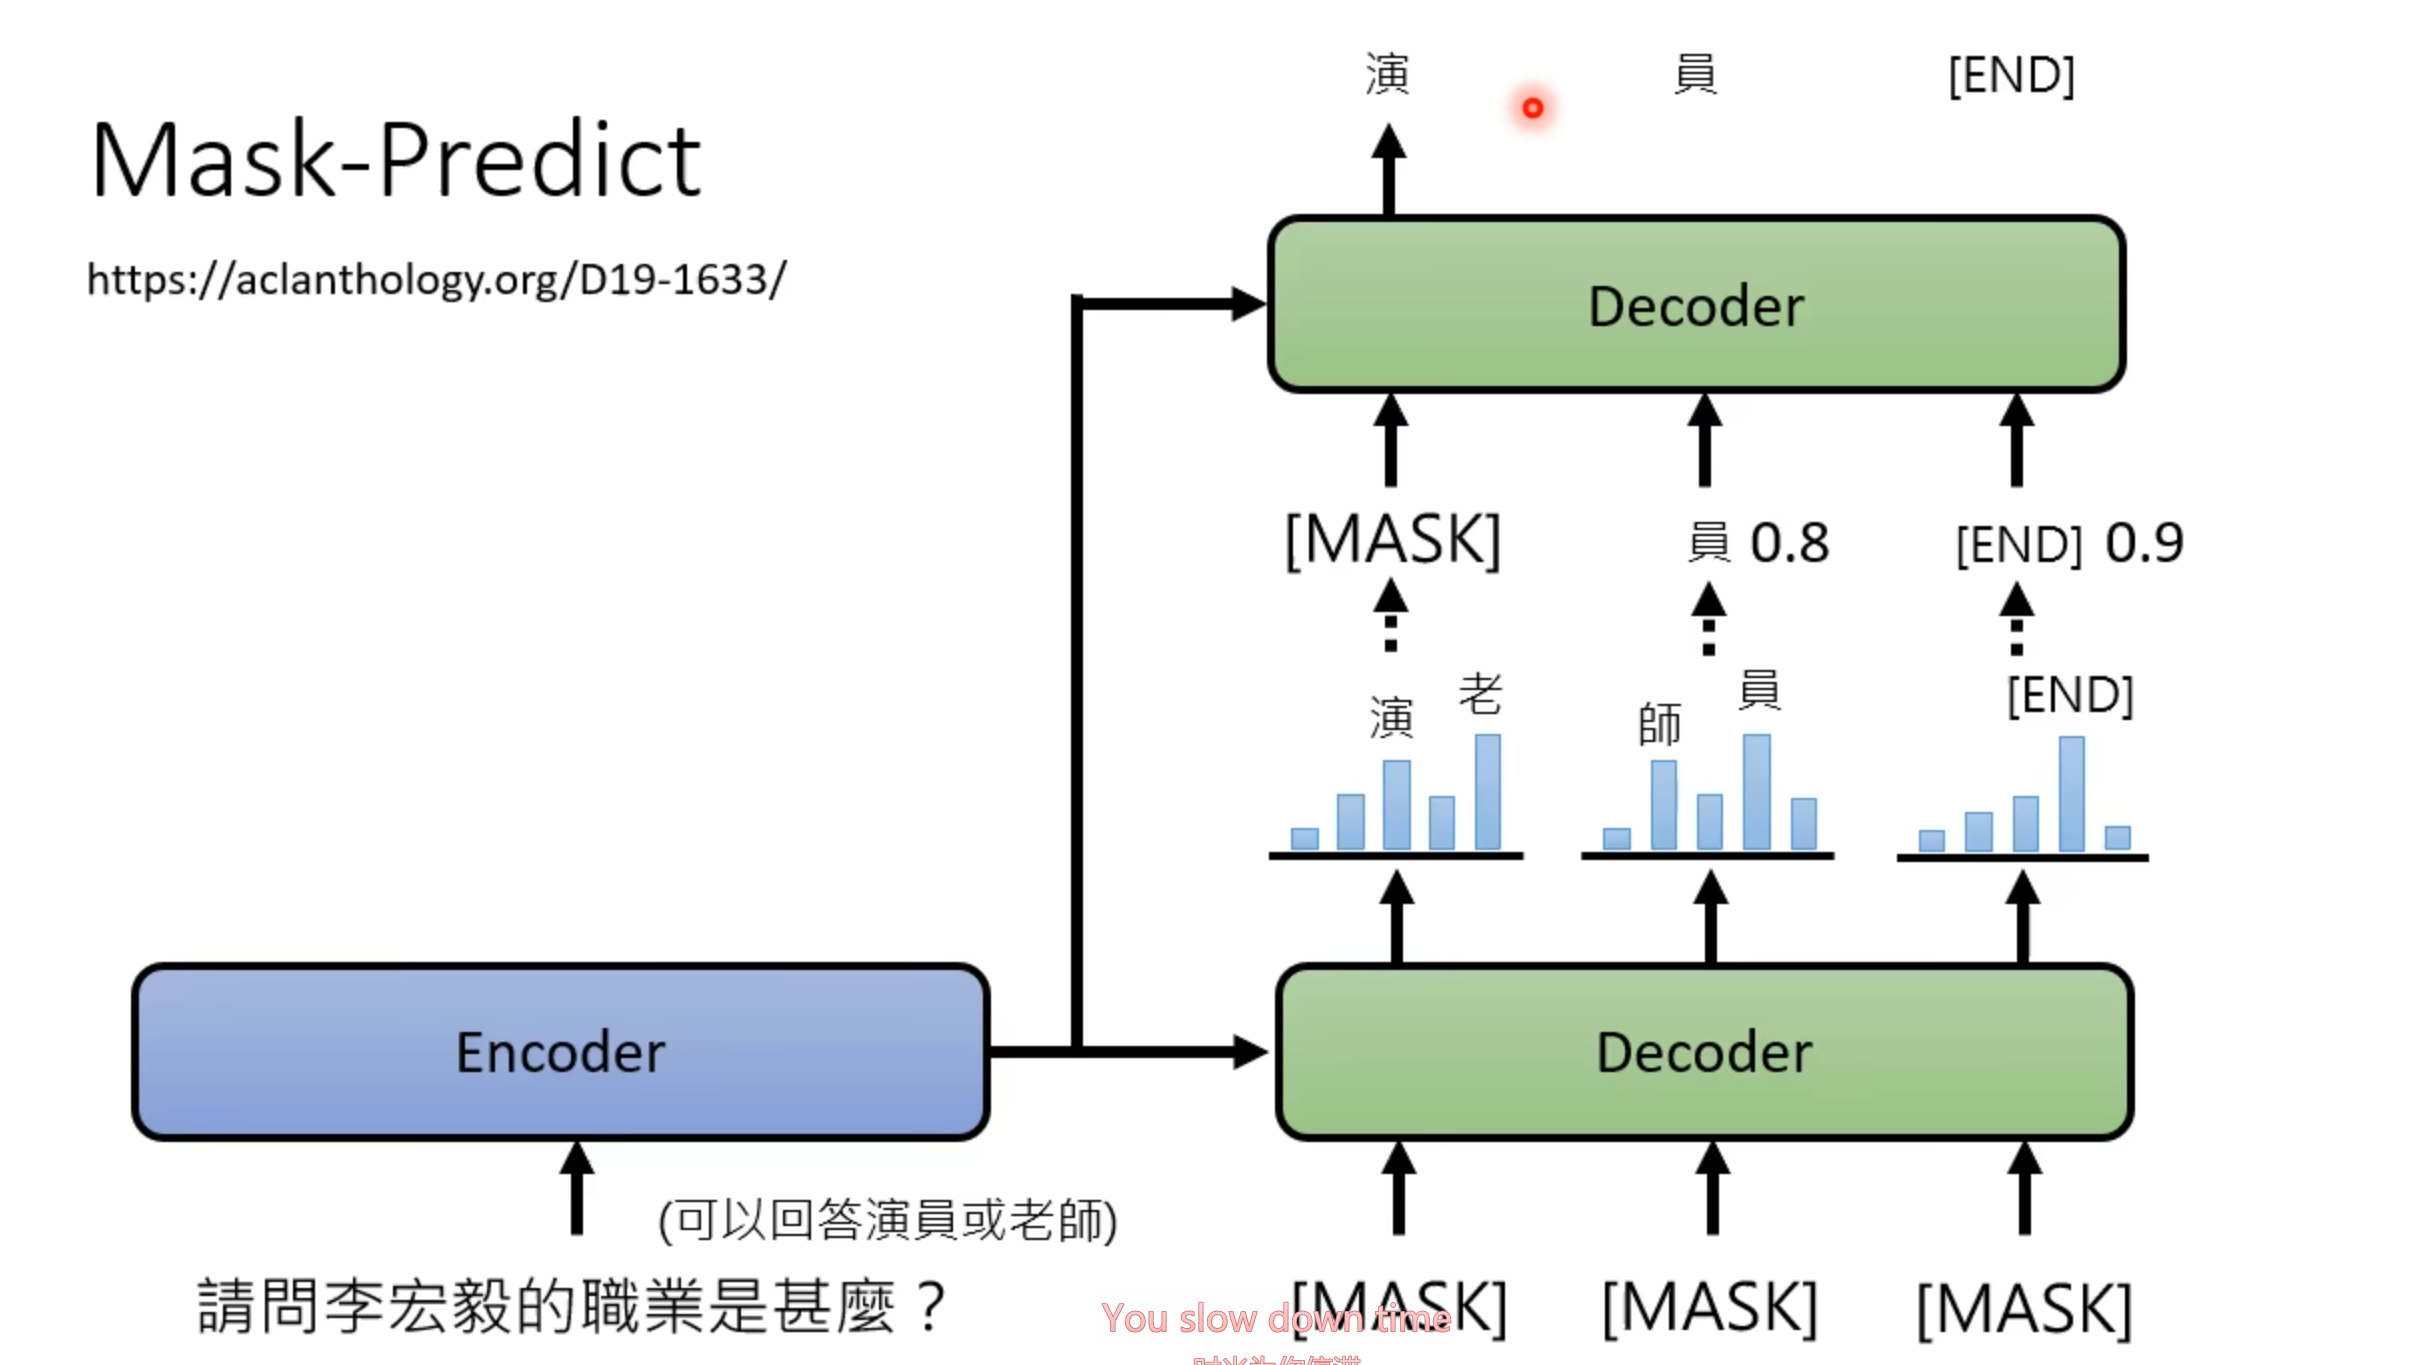 Mask-Predict
https://aclanthology.org/D19-1633/
演 員 [END]
Decoder
[MASK] 員 0.8 [END] 0.9
演 老 師 員 [END]
Encoder
Decoder
(可以回答演員或老師)
請問李宏毅的職業是甚麼？
[MASK] [MASK] [MASK]
You slow down time